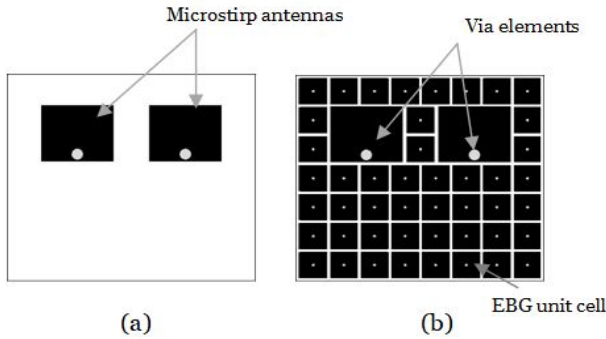 Microstirp antennas
Via elements
EBG unit cell
(a)
(b)